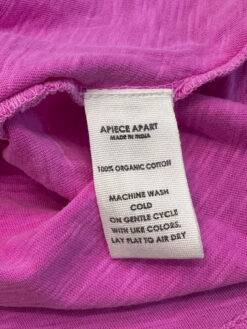 APIECE APART
MADE IN INDIA
100% ORGANIC COTTON
MACHINE WASH
COLD
ON GENTLE CYCLE
WITH LIKE COLORS,
LAY FLAT TO AIR DRY